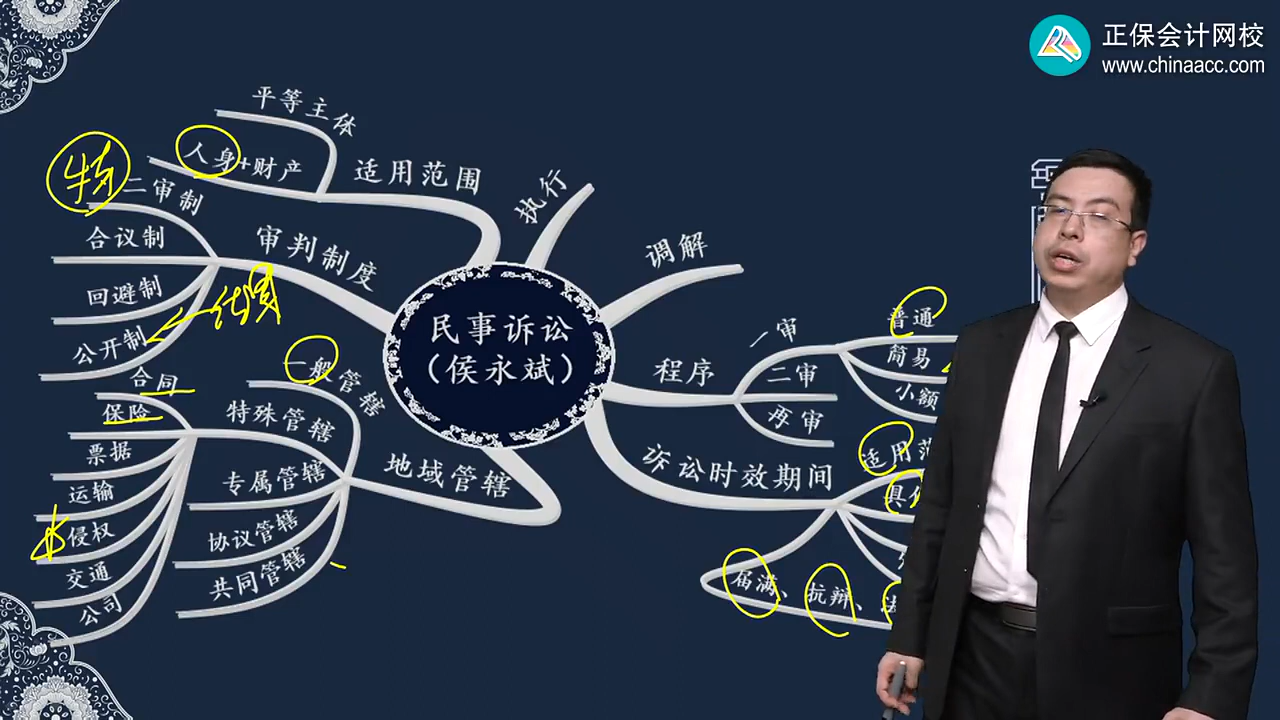 正保会计网校
www.chinaacc.com
民事诉讼
(侯永斌)
适用范围
平等主体
人身+财产
审判制度
特
二审制
合议制
回避制
公开制
地域管辖
一般管辖
特殊管辖
合同
保险
票据
运输
侵权
交通
公司
专属管辖
协议管辖
共同管辖
执行
调解
程序
一审
普通
简易
小额
二审
再审
诉讼时效期间
适用范
届满、抗辩、